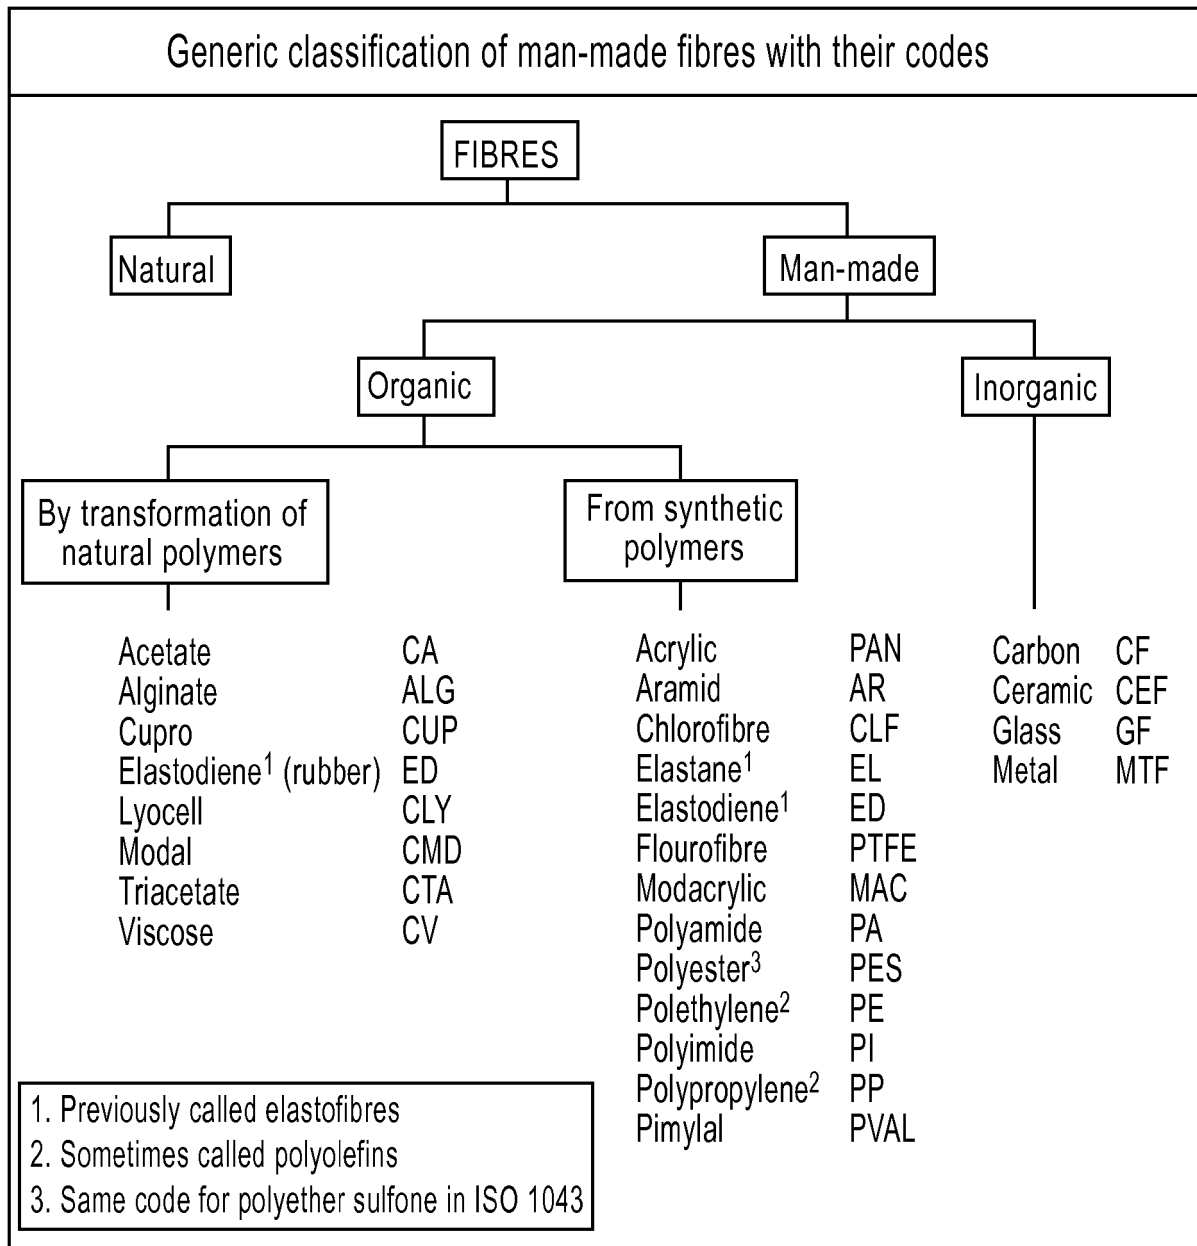 Generic classification of man-made fibres with their codes
FIBRES
Natural
Man-made
Organic
Inorganic
By transformation of
natural polymers
From synthetic
polymers
Acetate CA
Alginate ALG
Cupro CUP
Elastodiene¹ (rubber) ED
Lyocell CLY
Modal CMD
Triacetate CTA
Viscose CV
Acrylic PAN
Aramid AR
Chlorofibre CLF
Elastane¹ EL
Elastodiene¹ ED
Flourofibre PTFE
Modacrylic MAC
Polyamide PA
Polyester³ PES
Polethylene² PE
Polyimide PI
Polypropylene² PP
Pimylal PVAL
Carbon CF
Ceramic CEF
Glass GF
Metal MTF
1. Previously called elastofibres
2. Sometimes called polyolefins
3. Same code for polyether sulfone in ISO 1043